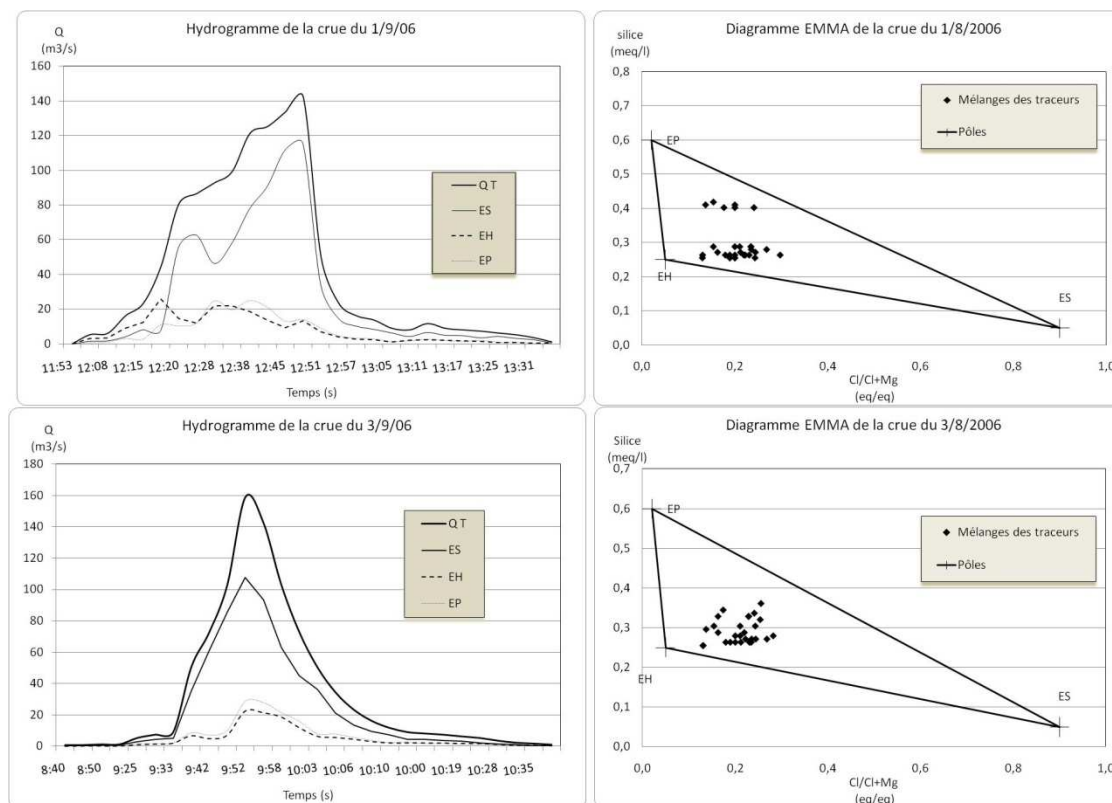 Hydrogramme de la crue du 1/9/06
Q
(m3/s)
160
140
120
100
80
60
40
20
0
Q T
ES
EH
EP
11:53 12:08 12:15 12:20 12:28 12:38 12:45 12:51 12:57 13:05 13:17 13:25 13:31
Temps (s)
Diagramme EMMA de la crue du 1/8/2006
silice
(meq/l)
0,8
0,7
0,6
0,5
0,4
0,3
0,2
0,1
0,0
EP
EH
ES
Mélanges des traceurs
Pôles
0,0 0,2 0,4 0,6 0,8 1,0
Cl/Cl+Mg
(eq/eq)
Hydrogramme de la crue du 3/9/06
Q
(m3/s)
180
160
140
120
100
80
60
40
20
0
Q T
ES
EH
EP
8:40 8:50 9:25 9:33 9:42 9:52 9:58 10:03 10:06 10:10 10:00 10:19 10:28 10:35
Temps (s)
Diagramme EMMA de la crue du 3/8/2006
Silice
(meq/l)
0,7
0,6
0,5
0,4
0,3
0,2
0,1
0,0
EP
EH
ES
Mélanges des traceurs
Pôles
0,0 0,2 0,4 0,6 0,8 1,0
Cl/Cl+Mg
(eq/eq)